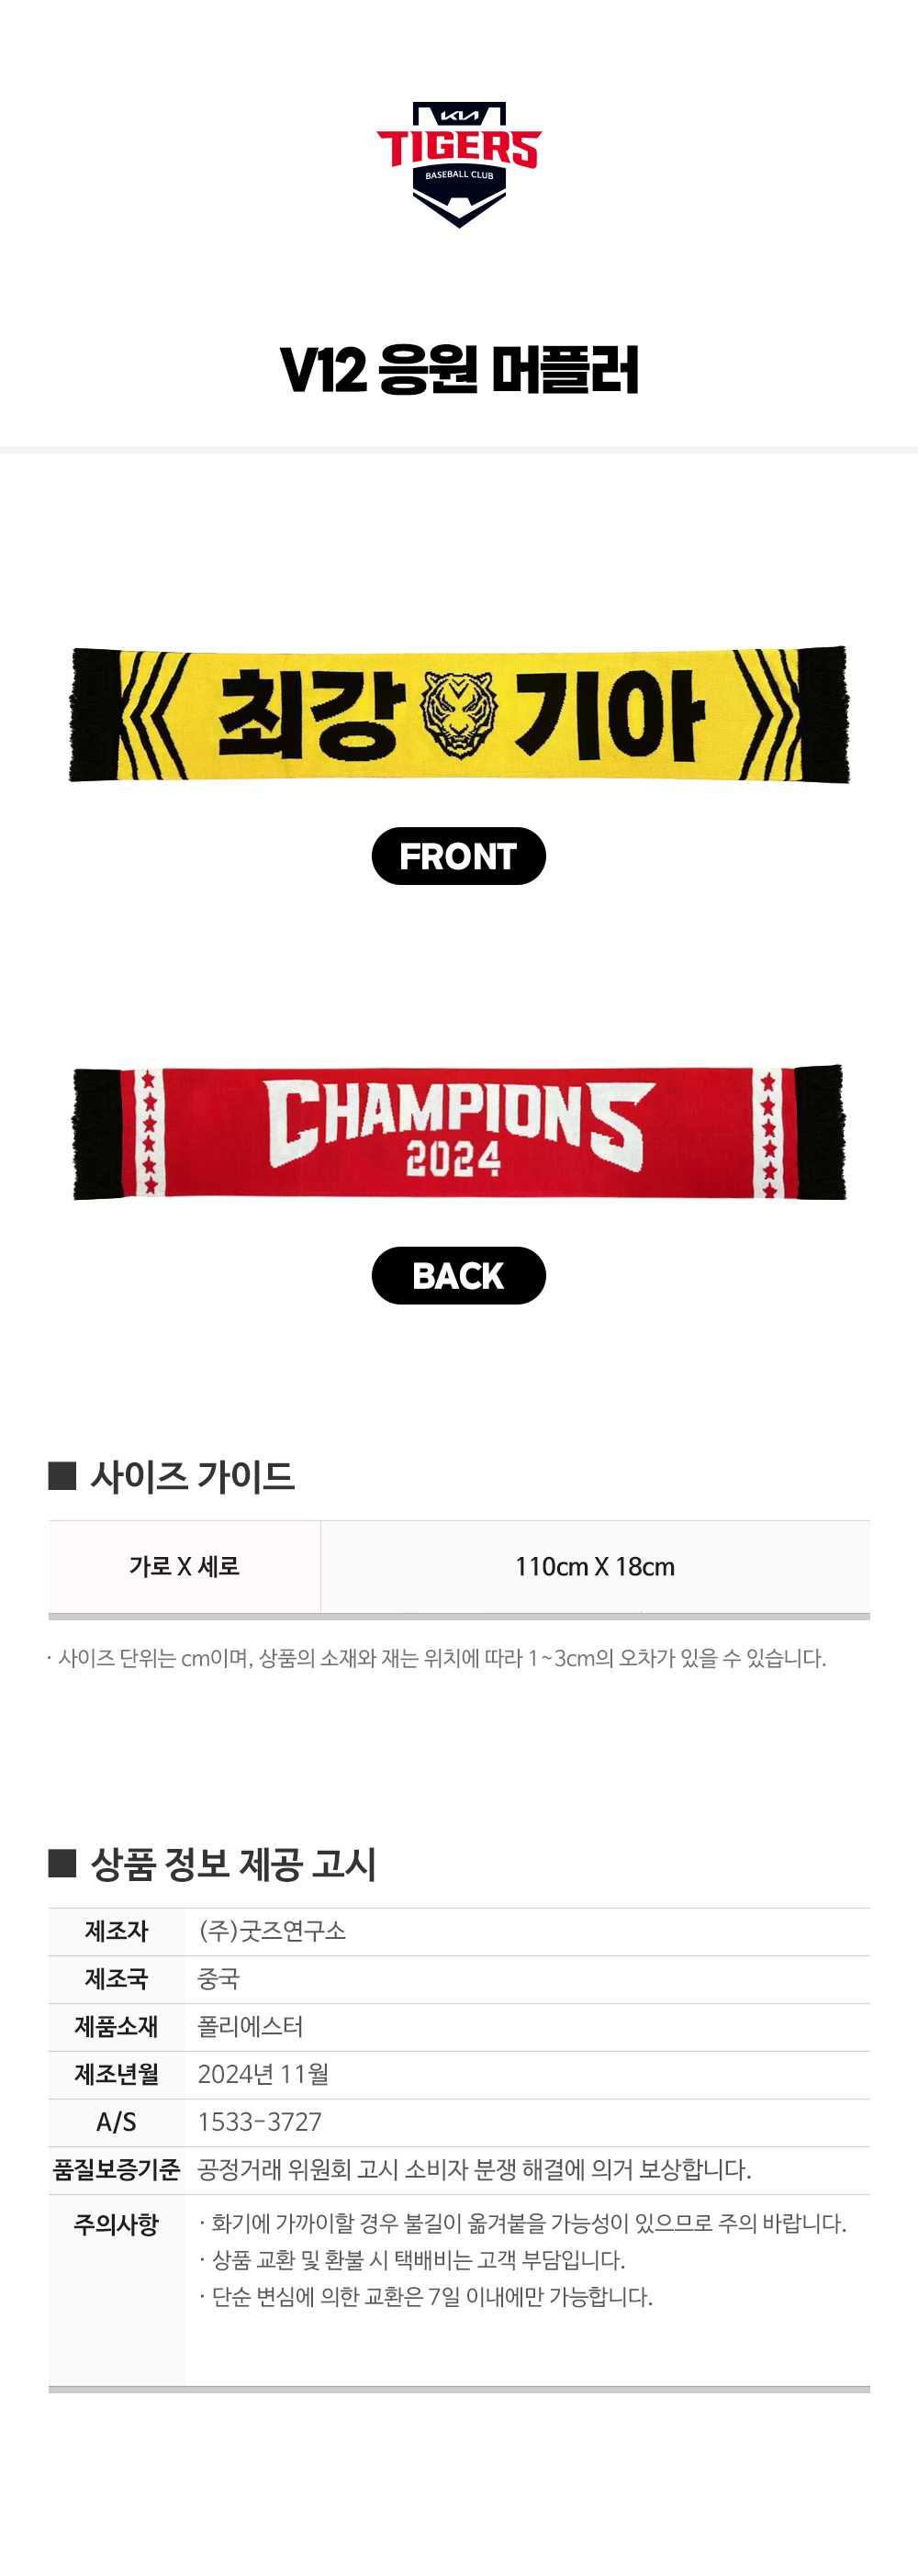 KIA
TIGERS
BASEBALL CLUB
V12 응원 머플러
최강 기아
FRONT
CHAMPIONS
2024
BACK
■ 사이즈 가이드
가로 X 세로 110cm X 18cm
· 사이즈 단위는 cm이며, 상품의 소재와 재는 위치에 따라 1~3cm의 오차가 있을 수 있습니다.
■ 상품 정보 제공 고시
제조자 (주)굿즈연구소
제조국 중국
제품소재 폴리에스터
제조년월 2024년 11월
A/S 1533-3727
품질보증기준 공정거래 위원회 고시 소비자 분쟁 해결에 의거 보상합니다.
주의사항 · 화기에 가까이할 경우 불길이 옮겨붙을 가능성이 있으므로 주의 바랍니다.
· 상품 교환 및 환불 시 택배비는 고객 부담입니다.
· 단순 변심에 의한 교환은 7일 이내에만 가능합니다.